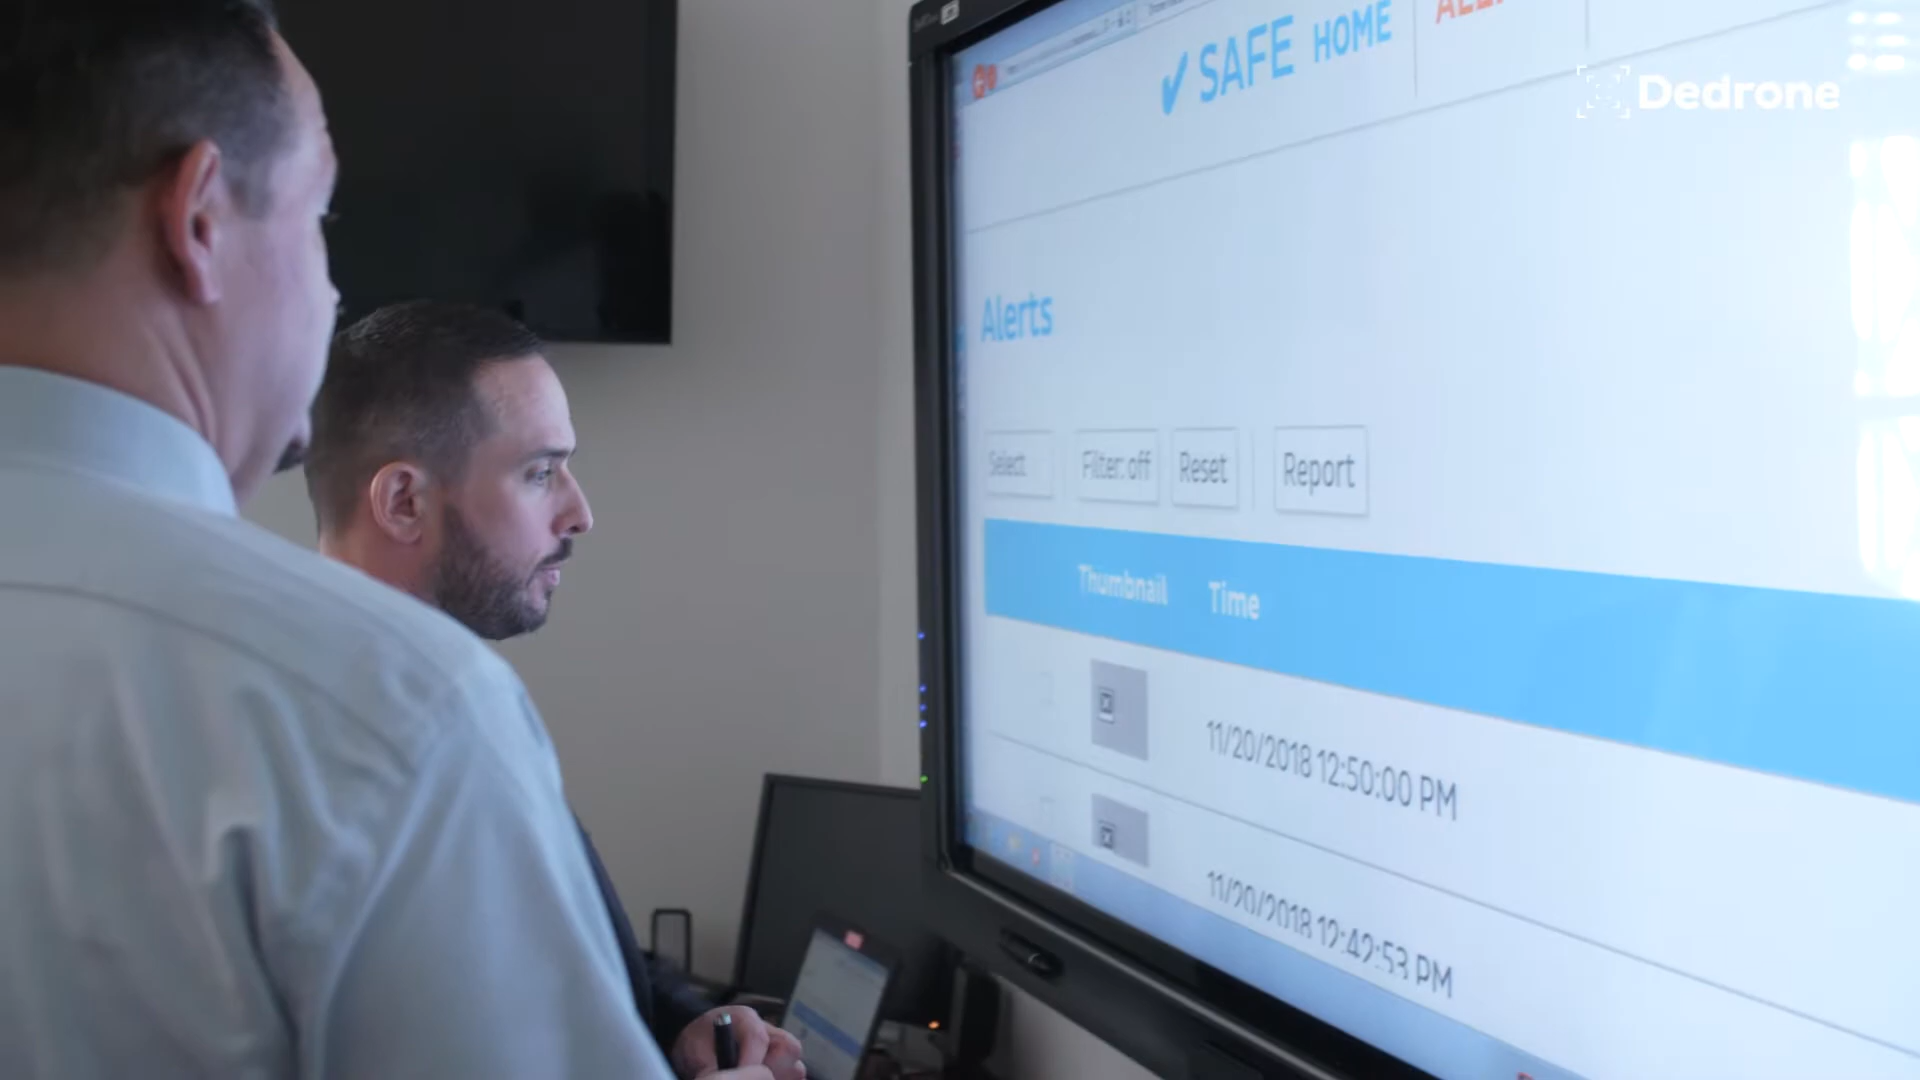 ✓ SAFE HOME
Dedrone
Alerts
Select Filter: off Reset Report
Thumbnail Time
11/20/2018 12:50:00 PM
11/20/2018 12:42:53 PM